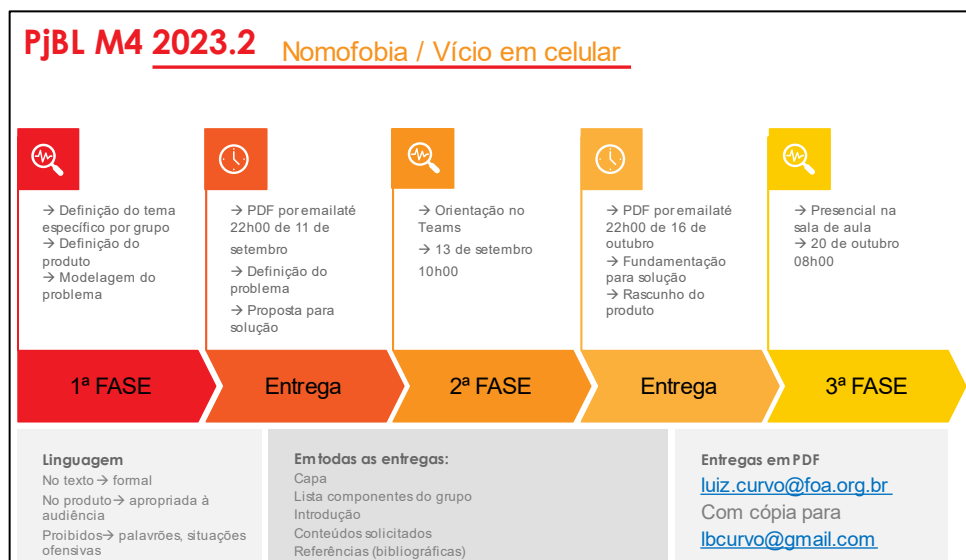 PjBL M4 2023.2 Nomofobia / Vício em celular
→ Definição do tema
específico por grupo
→ Definição do
produto
→ Modelagem do
problema
→ PDF por emailaté
22h00 de 11 de
setembro
→ Definição do
problema
→ Proposta para
solução
→ Orientação no
Teams
→ 13 de setembro
10h00
→ PDF por emailaté
22h00 de 16 de
outubro
→ Fundamentação
para solução
→ Rascunho do
produto
→ Presencial na
sala de aula
→ 20 de outubro
08h00
1ª FASE
Entrega
2ª FASE
Entrega
3ª FASE
Linguagem
No texto → formal
No produto → apropriada à
audiência
Proibidos→ palavrões, situações
ofensivas
Em todas as entregas:
Capa
Lista componentes do grupo
Introdução
Conteúdos solicitados
Referências (bibliográficas)
Entregas em PDF
luiz.curvo@foa.org.br
Com cópia para
lbcurvo@gmail.com